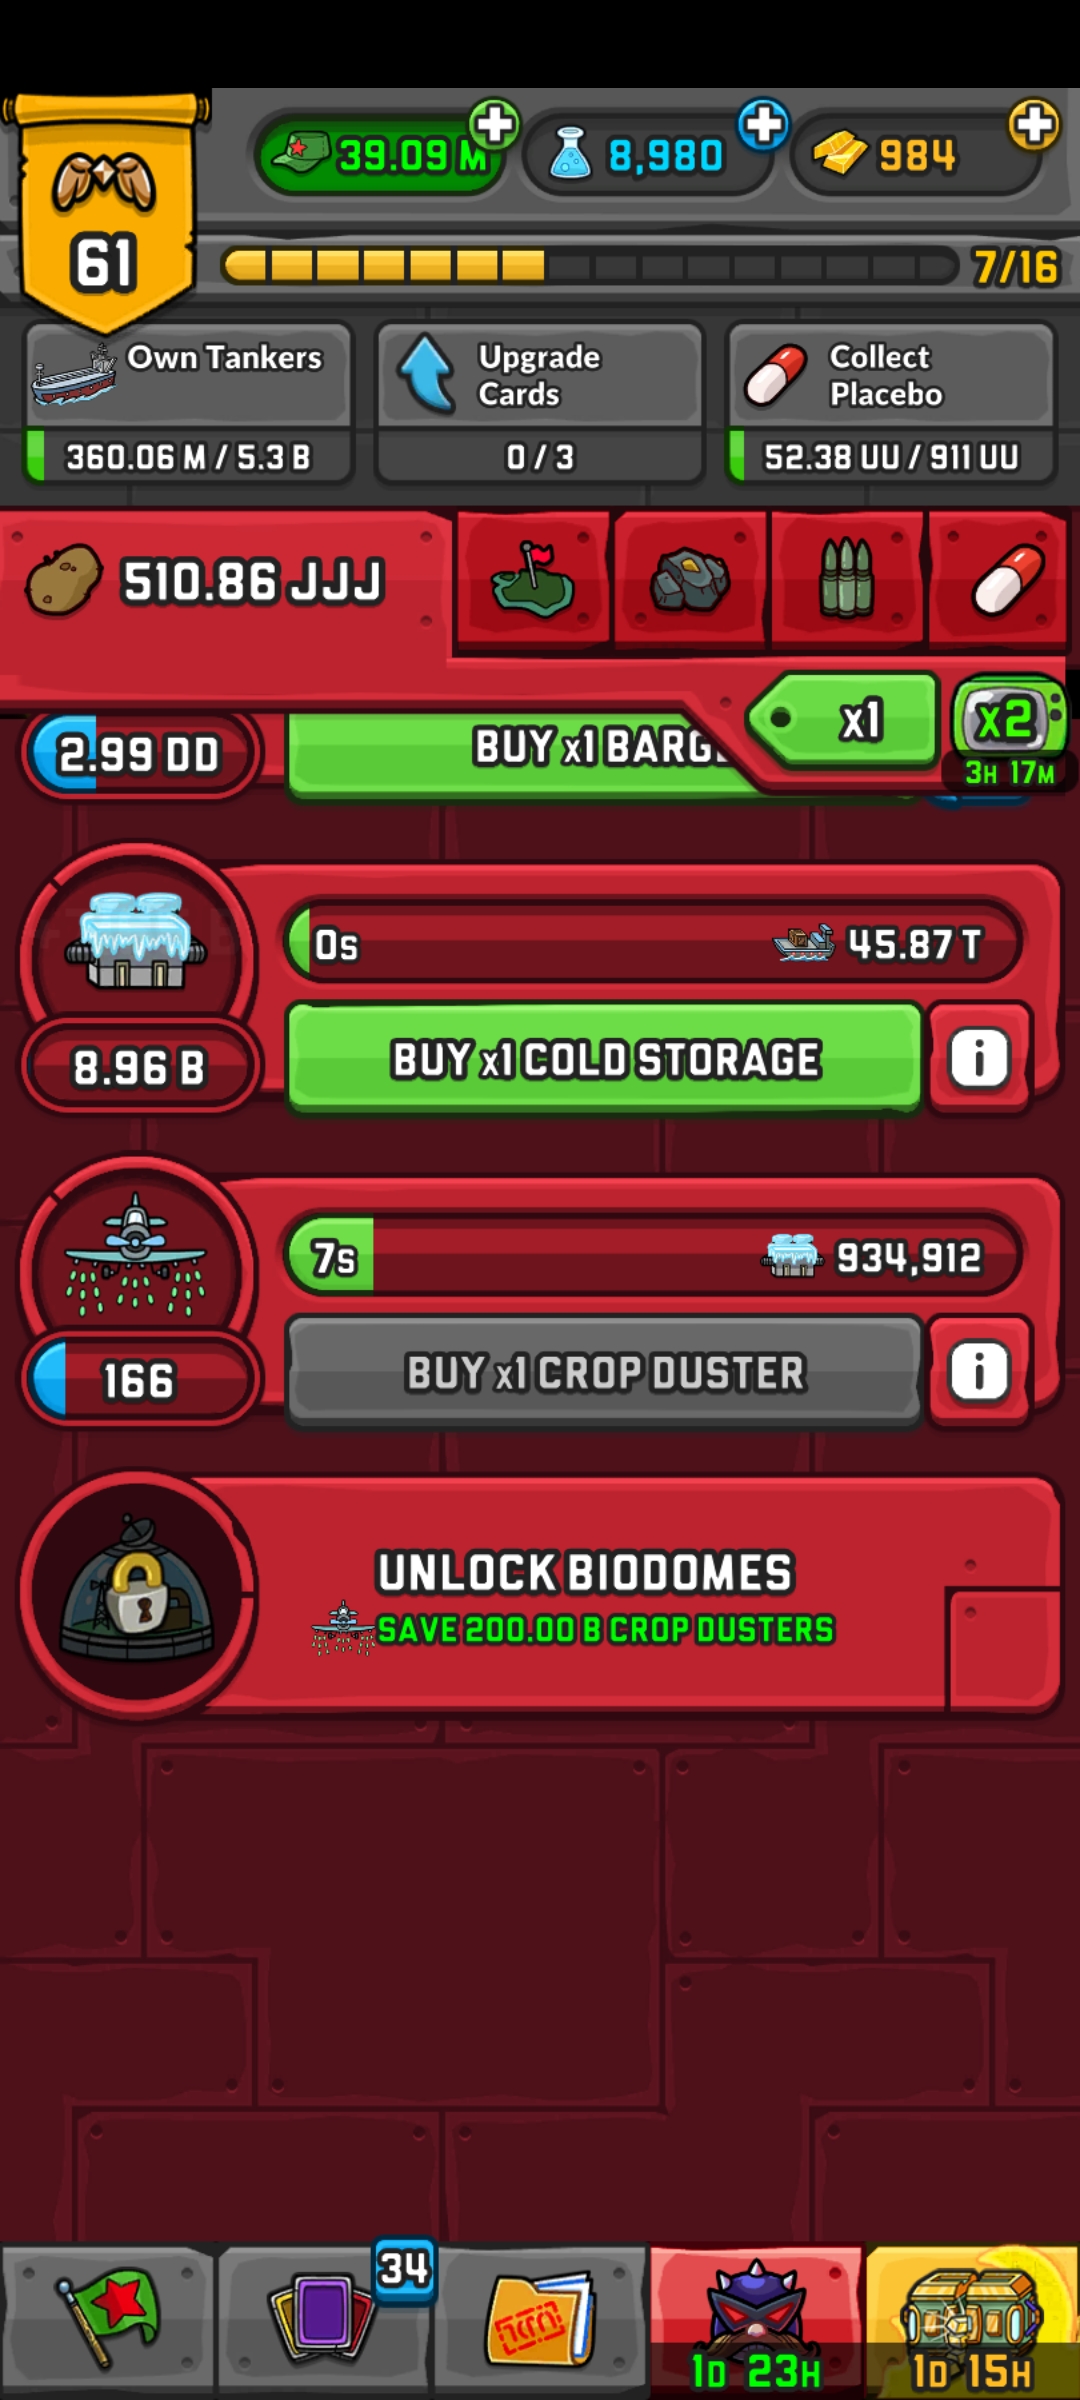 39.09 M
8,980
984
61
7/16
Own Tankers
360.06 M / 5.3 B
Upgrade
Cards
0 / 3
Collect
Placebo
52.38 UU / 911 UU
510.86 JJJ
x1
x2
3H 17M
2.99 DD
BUY x1 BARG
0s
45.87 T
8.96 B
BUY x1 COLD STORAGE
i
7s
934,912
166
BUY x1 CROP DUSTER
i
UNLOCK BIODOMES
SAVE 200.00 B CROP DUSTERS
34
1D 23H
1D 15H